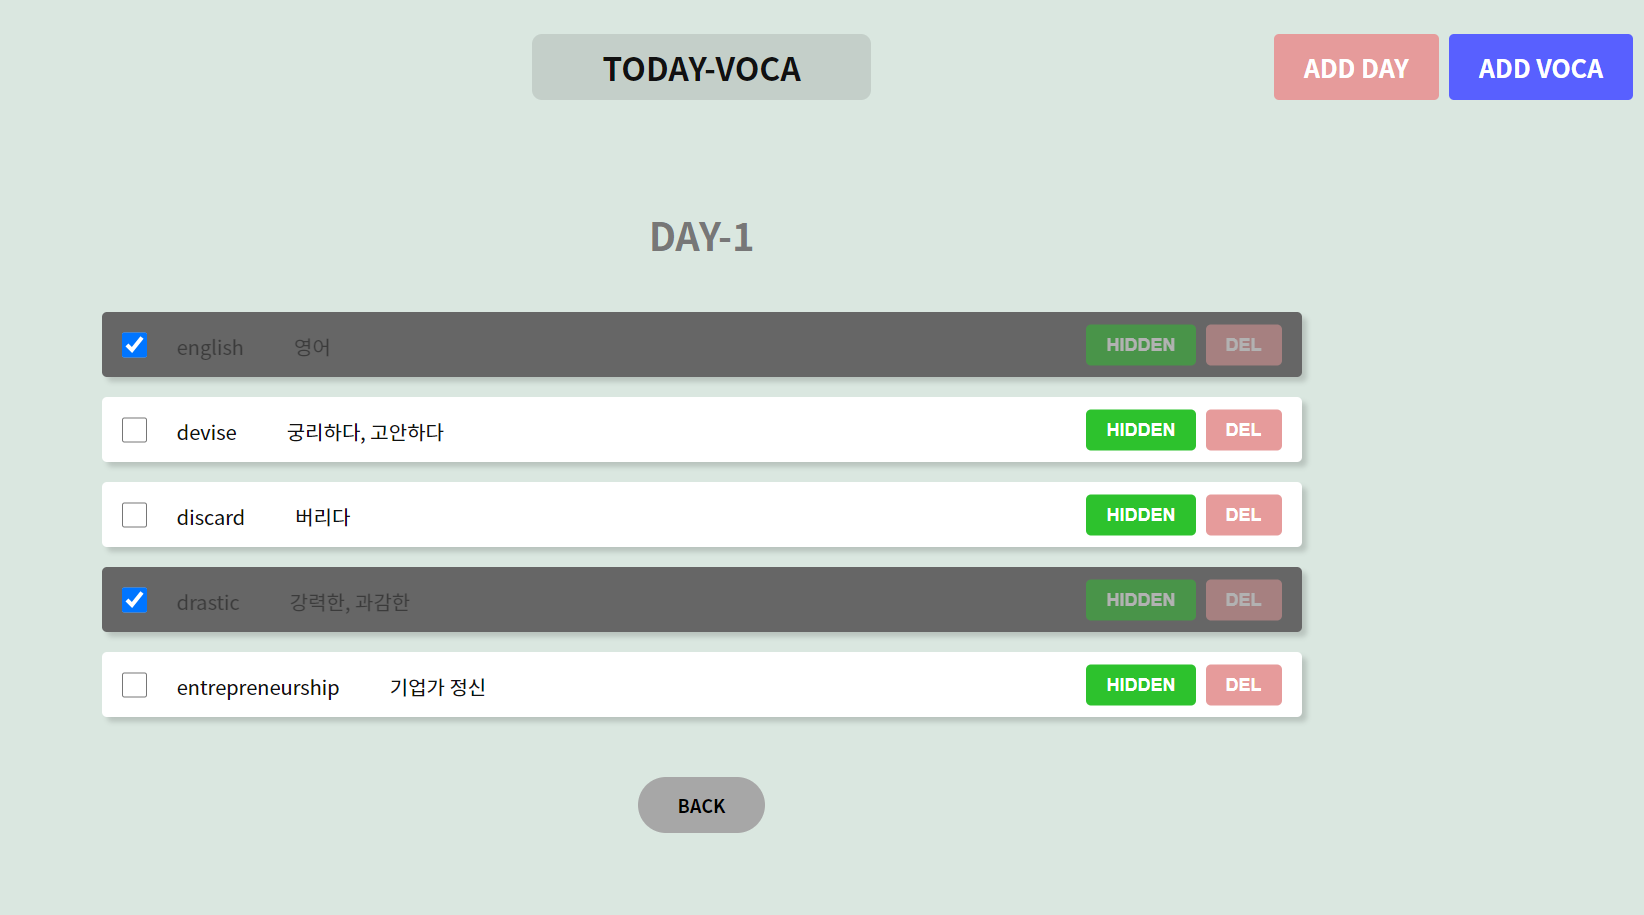 TODAY-VOCA ADD DAY ADD VOCA
DAY-1
english 영어 HIDDEN DEL
devise 궁리하다, 고안하다 HIDDEN DEL
discard 버리다 HIDDEN DEL
drastic 강력한, 과감한 HIDDEN DEL
entrepreneurship 기업가 정신 HIDDEN DEL
BACK